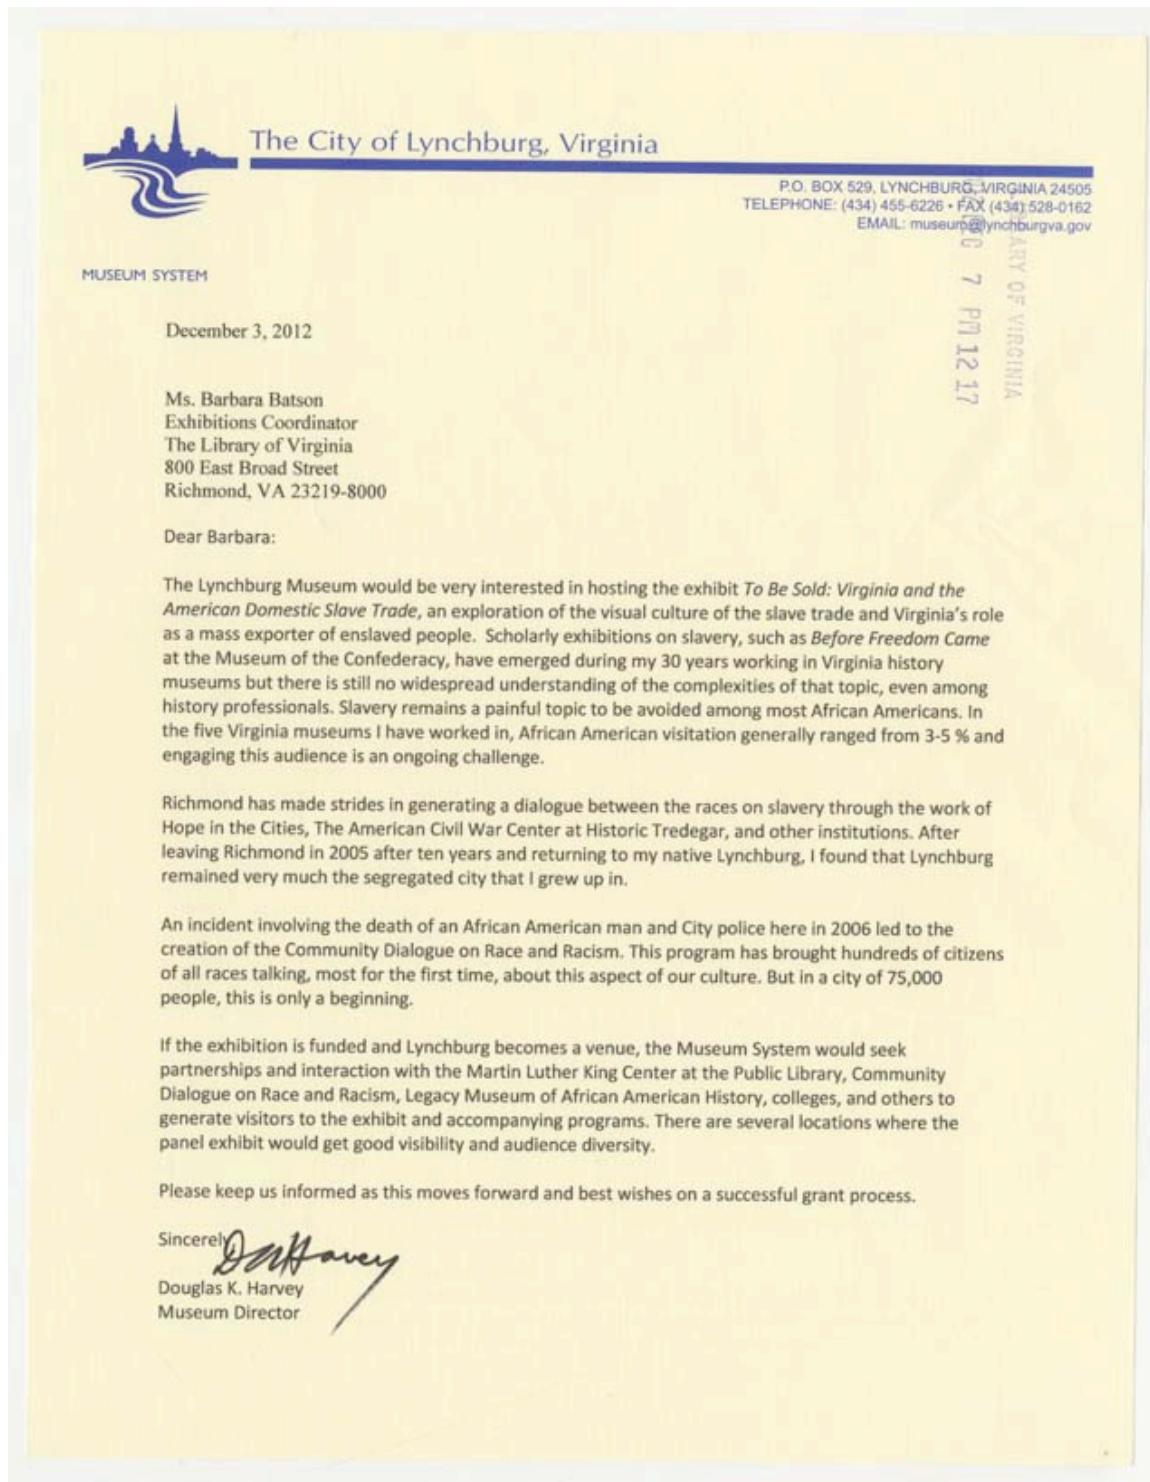 The City of Lynchburg, Virginia
P.O. BOX 529, LYNCHBURG, VIRGINIA 24505
TELEPHONE: (434) 455-6226 • FAX (434) 528-0162
EMAIL: museum@lynchburgva.gov
MUSEUM SYSTEM
7 PM 12 17
ARY OF VIRGINIA
December 3, 2012
Ms. Barbara Batson
Exhibitions Coordinator
The Library of Virginia
800 East Broad Street
Richmond, VA 23219-8000
Dear Barbara:
The Lynchburg Museum would be very interested in hosting the exhibit To Be Sold: Virginia and the
American Domestic Slave Trade, an exploration of the visual culture of the slave trade and Virginia's role
as a mass exporter of enslaved people. Scholarly exhibitions on slavery, such as Before Freedom Came
at the Museum of the Confederacy, have emerged during my 30 years working in Virginia history
museums but there is still no widespread understanding of the complexities of that topic, even among
history professionals. Slavery remains a painful topic to be avoided among most African Americans. In
the five Virginia museums I have worked in, African American visitation generally ranged from 3-5 % and
engaging this audience is an ongoing challenge.
Richmond has made strides in generating a dialogue between the races on slavery through the work of
Hope in the Cities, The American Civil War Center at Historic Tredegar, and other institutions. After
leaving Richmond in 2005 after ten years and returning to my native Lynchburg, I found that Lynchburg
remained very much the segregated city that I grew up in.
An incident involving the death of an African American man and City police here in 2006 led to the
creation of the Community Dialogue on Race and Racism. This program has brought hundreds of citizens
of all races talking, most for the first time, about this aspect of our culture. But in a city of 75,000
people, this is only a beginning.
If the exhibition is funded and Lynchburg becomes a venue, the Museum System would seek
partnerships and interaction with the Martin Luther King Center at the Public Library, Community
Dialogue on Race and Racism, Legacy Museum of African American History, colleges, and others to
generate visitors to the exhibit and accompanying programs. There are several locations where the
panel exhibit would get good visibility and audience diversity.
Please keep us informed as this moves forward and best wishes on a successful grant process.
Sincerely
DKHarvey
Douglas K. Harvey
Museum Director